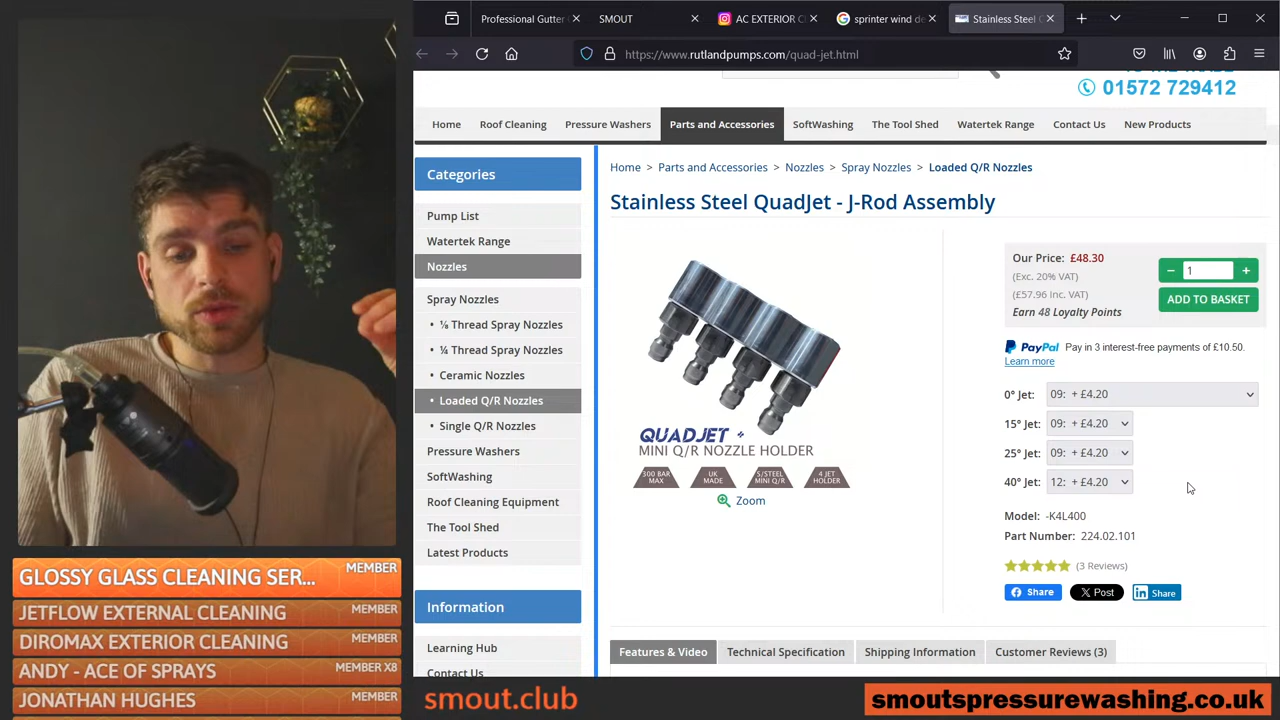 Professional Gutter C
SMOUT
AC EXTERIOR C
sprinter wind de
Stainless Steel
https://www.rutlandpumps.com/quad-jet.html
01572 729412
Home
Roof Cleaning
Pressure Washers
Parts and Accessories
SoftWashing
The Tool Shed
Watertek Range
Contact Us
New Products
Categories
Pump List
Watertek Range
Nozzles
Spray Nozzles
• ⅛ Thread Spray Nozzles
• ¼ Thread Spray Nozzles
• Ceramic Nozzles
• Loaded Q/R Nozzles
• Single Q/R Nozzles
Pressure Washers
SoftWashing
Roof Cleaning Equipment
The Tool Shed
Latest Products
Information
Learning Hub
Contact Us
Home > Parts and Accessories > Nozzles > Spray Nozzles > Loaded Q/R Nozzles
Stainless Steel QuadJet - J-Rod Assembly
QUADJET
MINI Q/R NOZZLE HOLDER
300 BAR MAX
UK MADE
S/STEEL MINI Q/R
4 JET HOLDER
Zoom
Our Price: £48.30
(Exc. 20% VAT)
(£57.96 Inc. VAT)
Earn 48 Loyalty Points
− 1 +
ADD TO BASKET
PayPal Pay in 3 interest-free payments of £10.50.
Learn more
0° Jet: 09: + £4.20
15° Jet: 09: + £4.20
25° Jet: 09: + £4.20
40° Jet: 12: + £4.20
Model: -K4L400
Part Number: 224.02.101
(3 Reviews)
Share
Post
Share
Features & Video
Technical Specification
Shipping Information
Customer Reviews (3)
GLOSSY GLASS CLEANING SER... MEMBER
JETFLOW EXTERNAL CLEANING MEMBER
DIROMAX EXTERIOR CLEANING MEMBER
ANDY - ACE OF SPRAYS MEMBER X8
JONATHAN HUGHES MEMBER
smout.club
smoutspressurewashing.co.uk